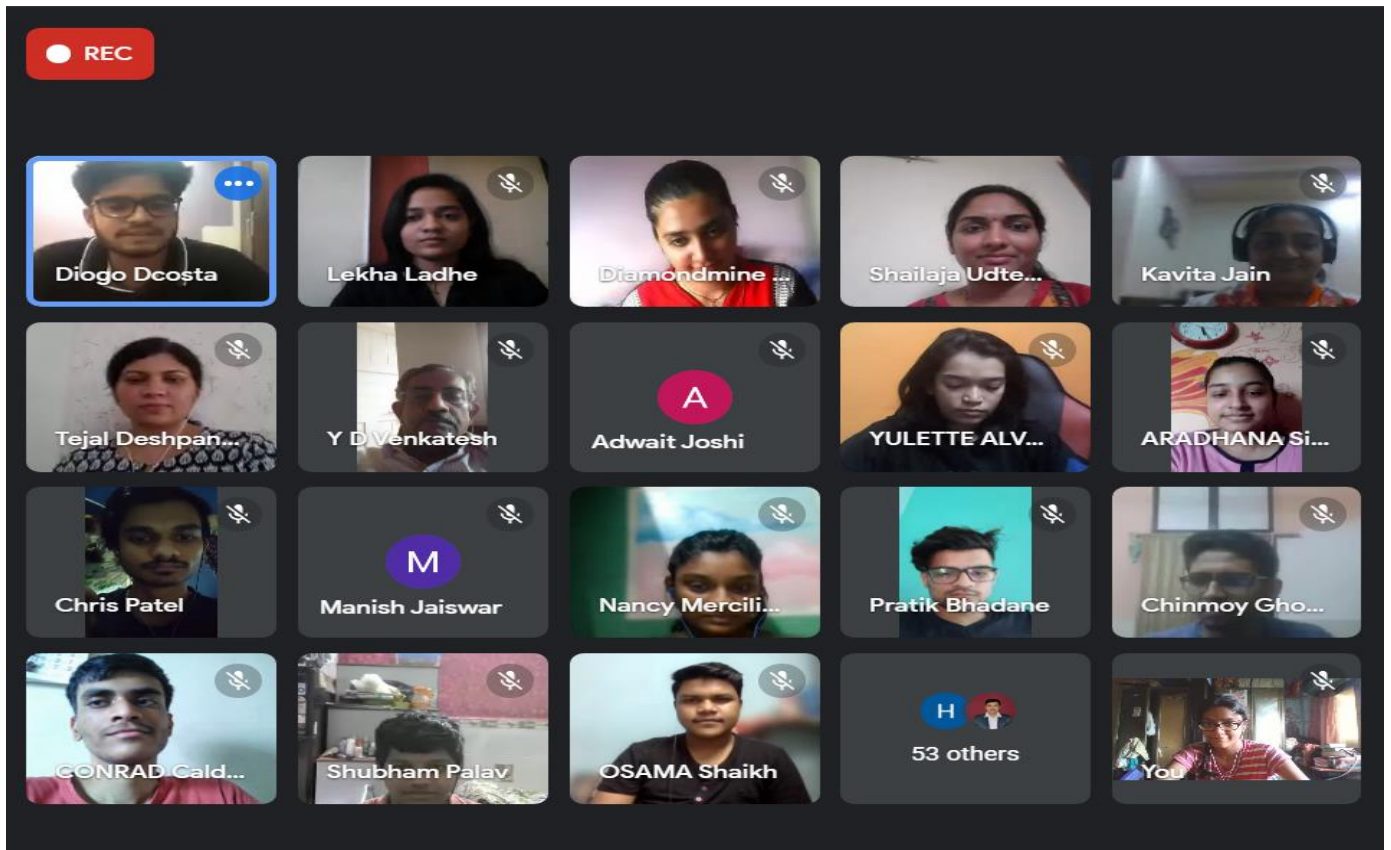 REC
Diogo Dcosta
Lekha Ladhe
Diamondmine ...
Shailaja Udte...
Kavita Jain
Tejal Deshpan...
Y D Venkatesh
A
Adwait Joshi
YULETTE ALV...
ARADHANA Si...
Chris Patel
M
Manish Jaiswar
Nancy Mercili...
Pratik Bhadane
Chinmoy Gho...
CONRAD Cald...
Shubham Palav
OSAMA Shaikh
H
53 others
You